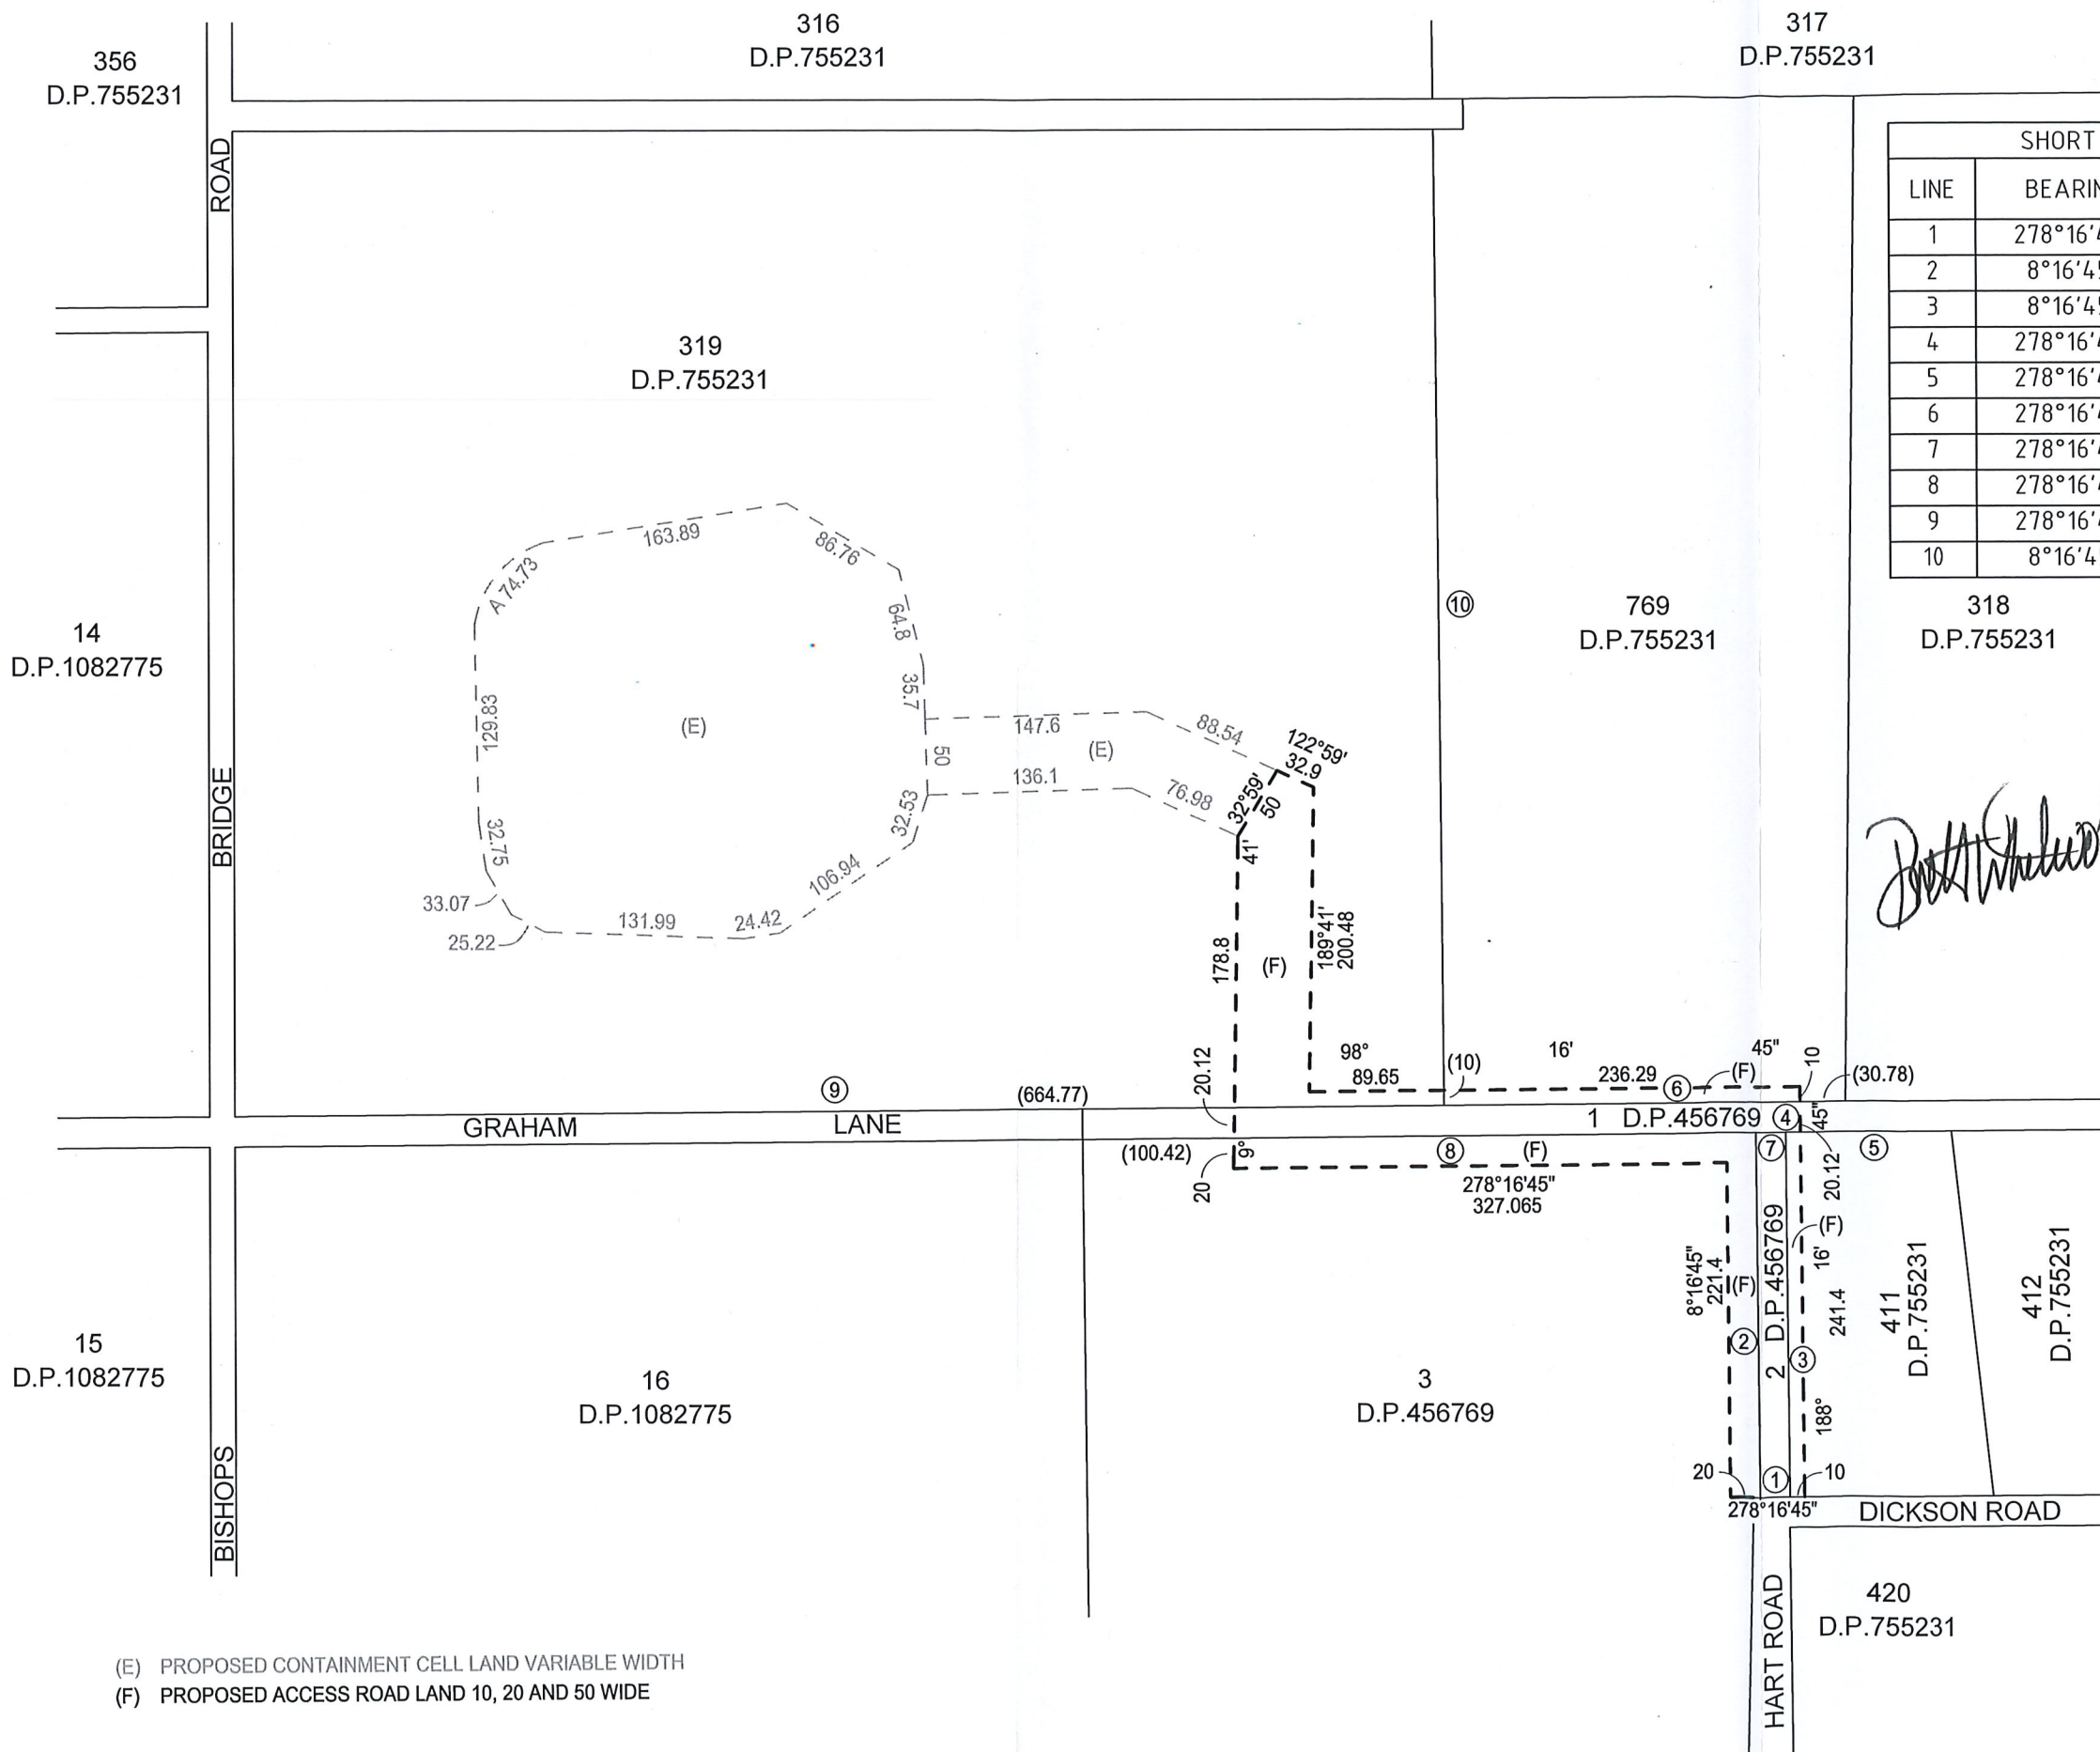 316
D.P.755231
317
D.P.755231
356
D.P.755231
ROAD
SHORT
LINE
1 278°16'
2 8°16'4
3 8°16'4
4 278°16'
5 278°16'
6 278°16'
7 278°16'
8 278°16'
9 278°16'
10 8°16'4
319
D.P.755231
163.89
86.76
A 74.73
64.8
35.7
129.83
(E)
50
147.6
(E)
136.1
88.54
76.98
122°59'
32.9
32°59'
50
41'
32.53
32.75
33.07
25.22
131.99
24.42
106.94
10
769
D.P.755231
318
D.P.755231
14
D.P.1082775
BRIDGE
178.8
(F)
189°41'
200.48
20.12
98°
89.65
(10)
16'
236.29
6
45"
(F)
10
(30.78)
9
(664.77)
GRAHAM LANE
1 D.P.456769
4
45"
(100.42)
20
9°
8
(F)
278°16'45"
327.065
7
20.12
5
(F)
16'
241.4
188°
8°16'45"
221.4
(F)
2
2 D.P.456769
3
411
D.P.755231
412
D.P.755231
15
D.P.1082775
16
D.P.1082775
3
D.P.456769
20
1
10
278°16'45"
DICKSON ROAD
BISHOPS
HART ROAD
420
D.P.755231
(E) PROPOSED CONTAINMENT CELL LAND VARIABLE WIDTH
(F) PROPOSED ACCESS ROAD LAND 10, 20 AND 50 WIDE